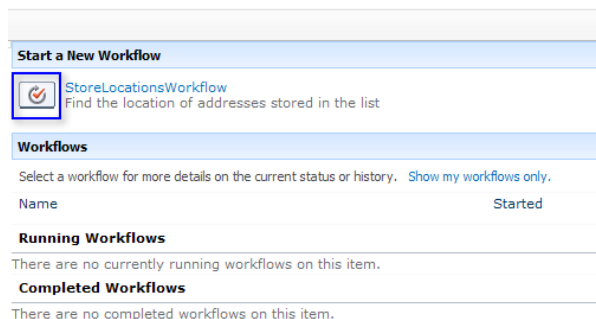 Start a New Workflow
StoreLocationsWorkflow
Find the location of addresses stored in the list
Workflows
Select a workflow for more details on the current status or history. Show my workflows only.
Name Started
Running Workflows
There are no currently running workflows on this item.
Completed Workflows
There are no completed workflows on this item.